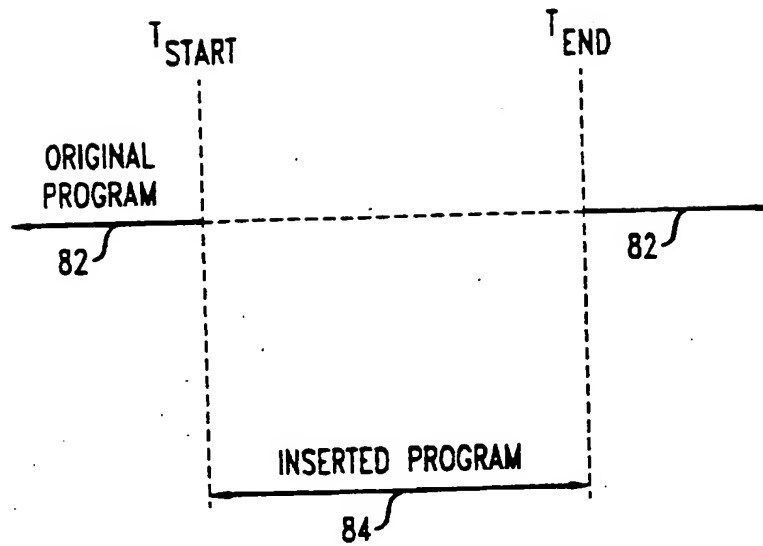 T START
T END
ORIGINAL
PROGRAM
82
82
INSERTED PROGRAM
84